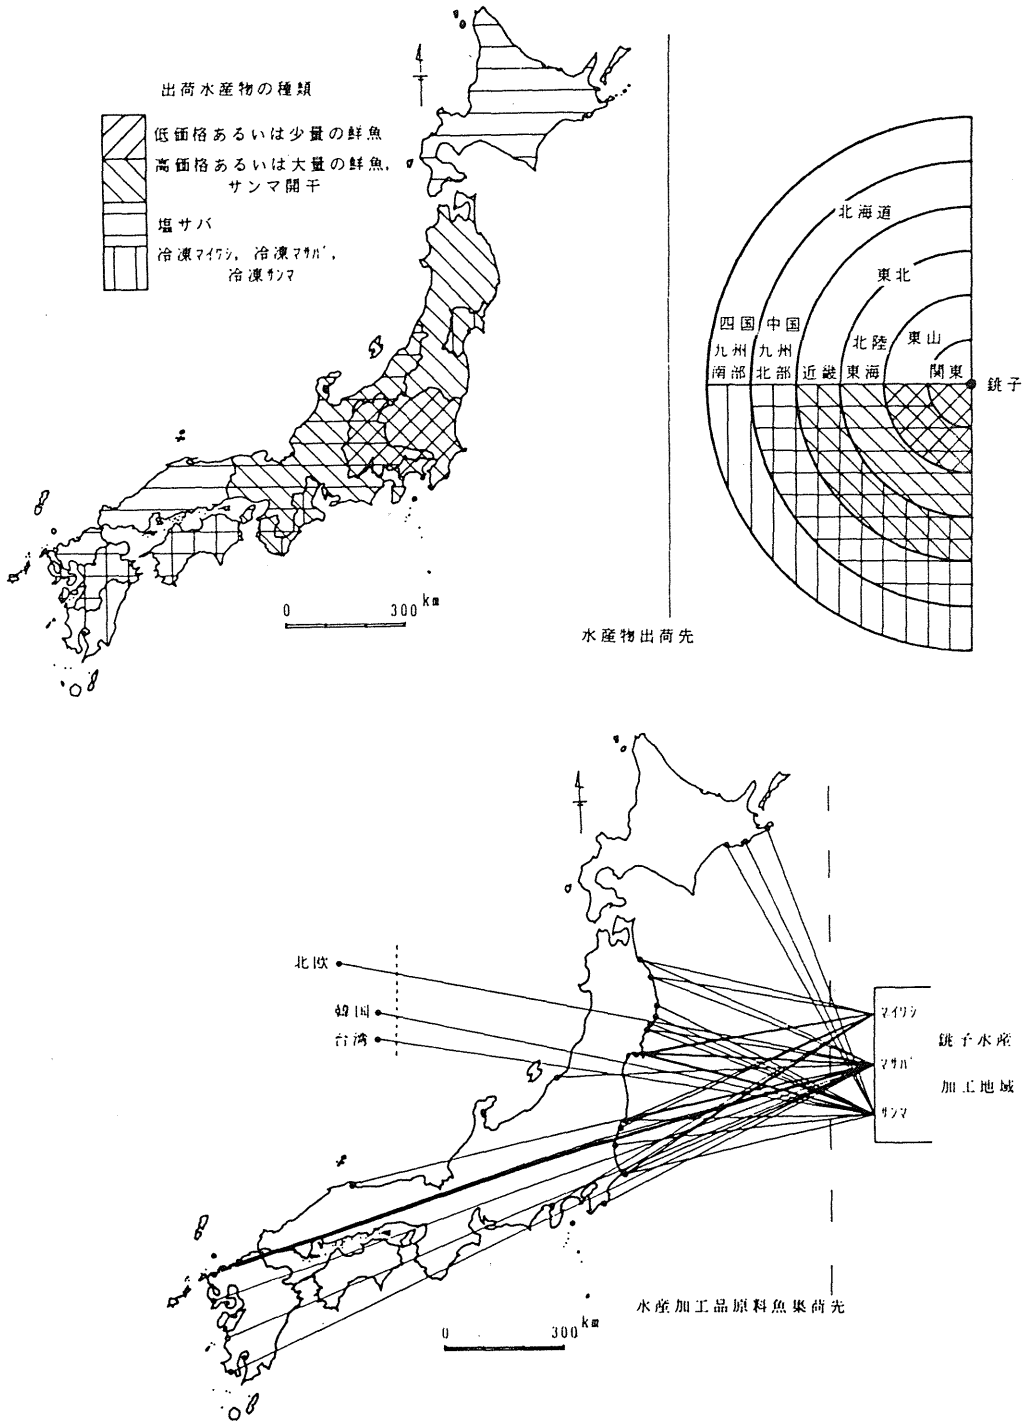 出荷水産物の種類
低価格あるいは少量の鮮魚
高価格あるいは大量の鮮魚,
サンマ開干
塩サバ
冷凍マイワシ, 冷凍マサバ,
冷凍サンマ
0 300 km
水産物出荷先
北海道
東北
四国 中国
九州 九州 北陸 東山
南部 北部 近畿 東海 関東
銚子
北欧
韓国
台湾
マイワシ
マサバ
サンマ
銚子水産
加工地域
水産加工品原料魚集荷先
0 300 km